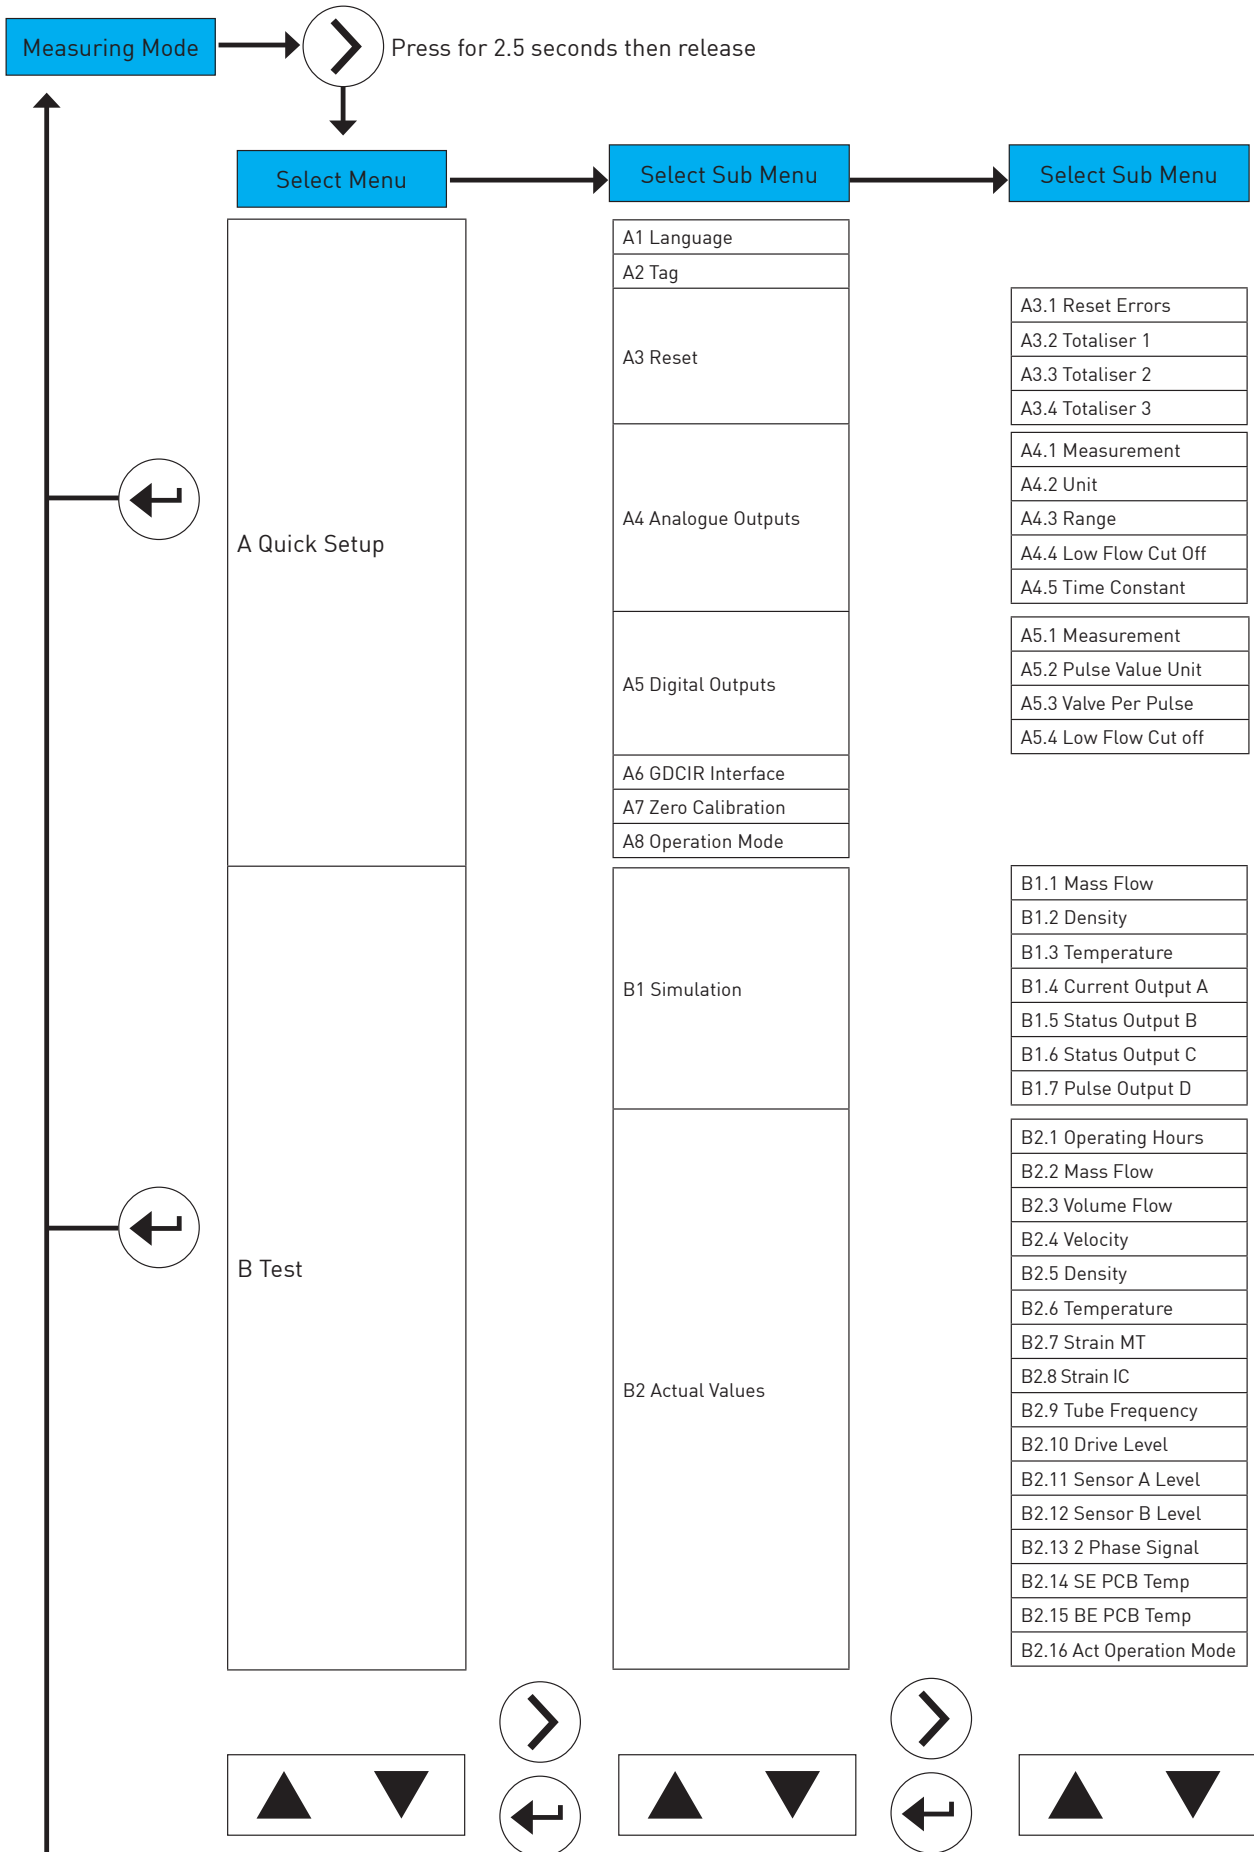 Measuring Mode
Press for 2.5 seconds then release
Select Menu
Select Sub Menu
Select Sub Menu
A Quick Setup
A1 Language
A2 Tag
A3 Reset
A3.1 Reset Errors
A3.2 Totaliser 1
A3.3 Totaliser 2
A3.4 Totaliser 3
A4 Analogue Outputs
A4.1 Measurement
A4.2 Unit
A4.3 Range
A4.4 Low Flow Cut Off
A4.5 Time Constant
A5 Digital Outputs
A5.1 Measurement
A5.2 Pulse Value Unit
A5.3 Valve Per Pulse
A5.4 Low Flow Cut off
A6 GDCIR Interface
A7 Zero Calibration
A8 Operation Mode
B Test
B1 Simulation
B1.1 Mass Flow
B1.2 Density
B1.3 Temperature
B1.4 Current Output A
B1.5 Status Output B
B1.6 Status Output C
B1.7 Pulse Output D
B2 Actual Values
B2.1 Operating Hours
B2.2 Mass Flow
B2.3 Volume Flow
B2.4 Velocity
B2.5 Density
B2.6 Temperature
B2.7 Strain MT
B2.8 Strain IC
B2.9 Tube Frequency
B2.10 Drive Level
B2.11 Sensor A Level
B2.12 Sensor B Level
B2.13 2 Phase Signal
B2.14 SE PCB Temp
B2.15 BE PCB Temp
B2.16 Act Operation Mode